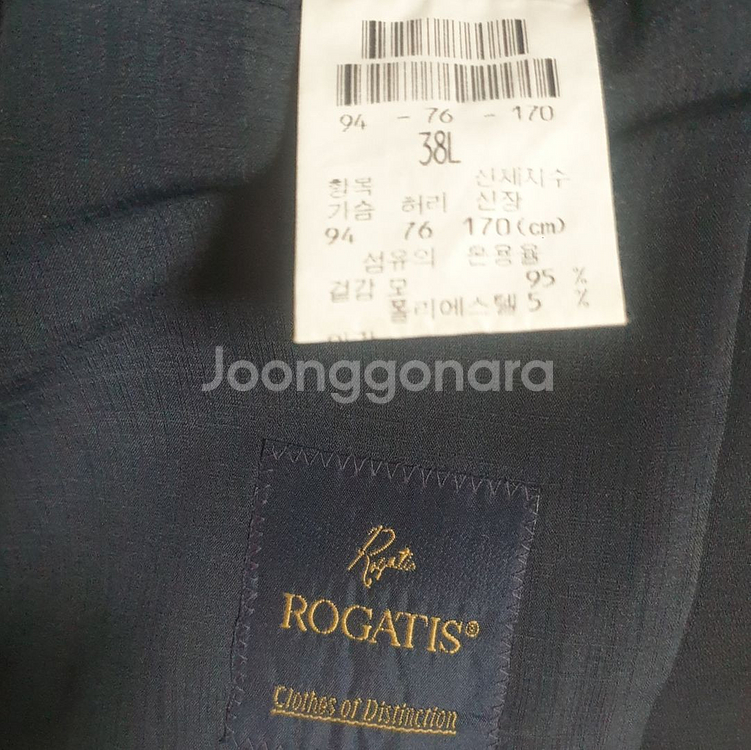 94 - 76 - 170
38L
항목 신체치수
가슴 허리 신장
94 76 170(cm)
섬유의 혼용율
겉감 모 95 %
폴리에스텔 5 %
Joonggonara
Rogatis
ROGATIS®
Clothes of Distinction